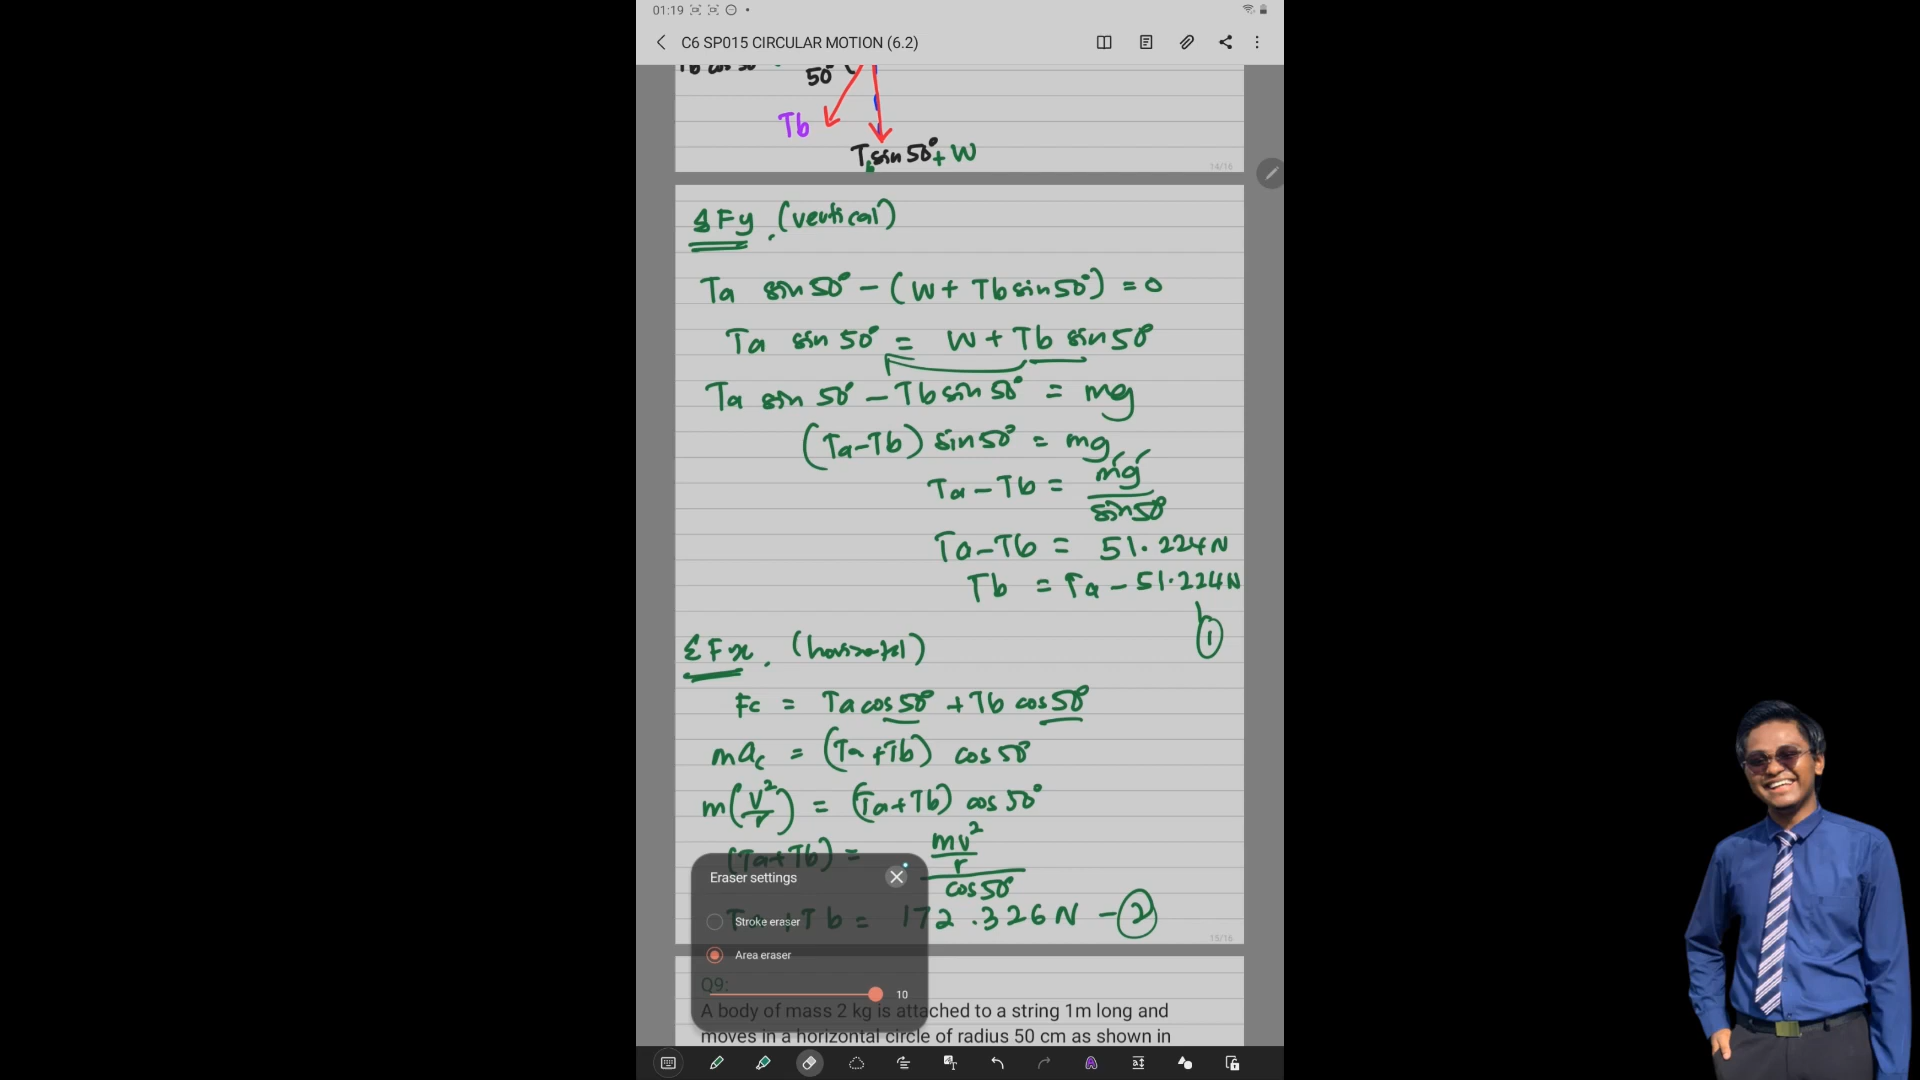 01:19
C6 SP015 CIRCULAR MOTION (6.2)
Tb cos 50°
50°
Tb
Tb sin 50° + W
14/16
ΣFy, (vertical)
Ta sin 50° - (W + Tb sin 50°) = 0
Ta sin 50° = W + Tb sin 50°
Ta sin 50° - Tb sin 50° = mg
(Ta-Tb) sin 50° = mg
Ta - Tb = mg / sin 50°
Ta - Tb = 51.224 N
Tb = Ta - 51.224 N
1
ΣFx, (horizontal)
Fc = Ta cos 50° + Tb cos 50°
mac = (Ta + Tb) cos 50°
m(v²/r) = (Ta + Tb) cos 50°
(Ta + Tb) = mv²/r / cos 50°
Ta + Tb = 172.326 N - 2
15/16
Eraser settings
Stroke eraser
Area eraser
10
Q9:
A body of mass 2 kg is attached to a string 1m long and
moves in a horizontal circle of radius 50 cm as shown in